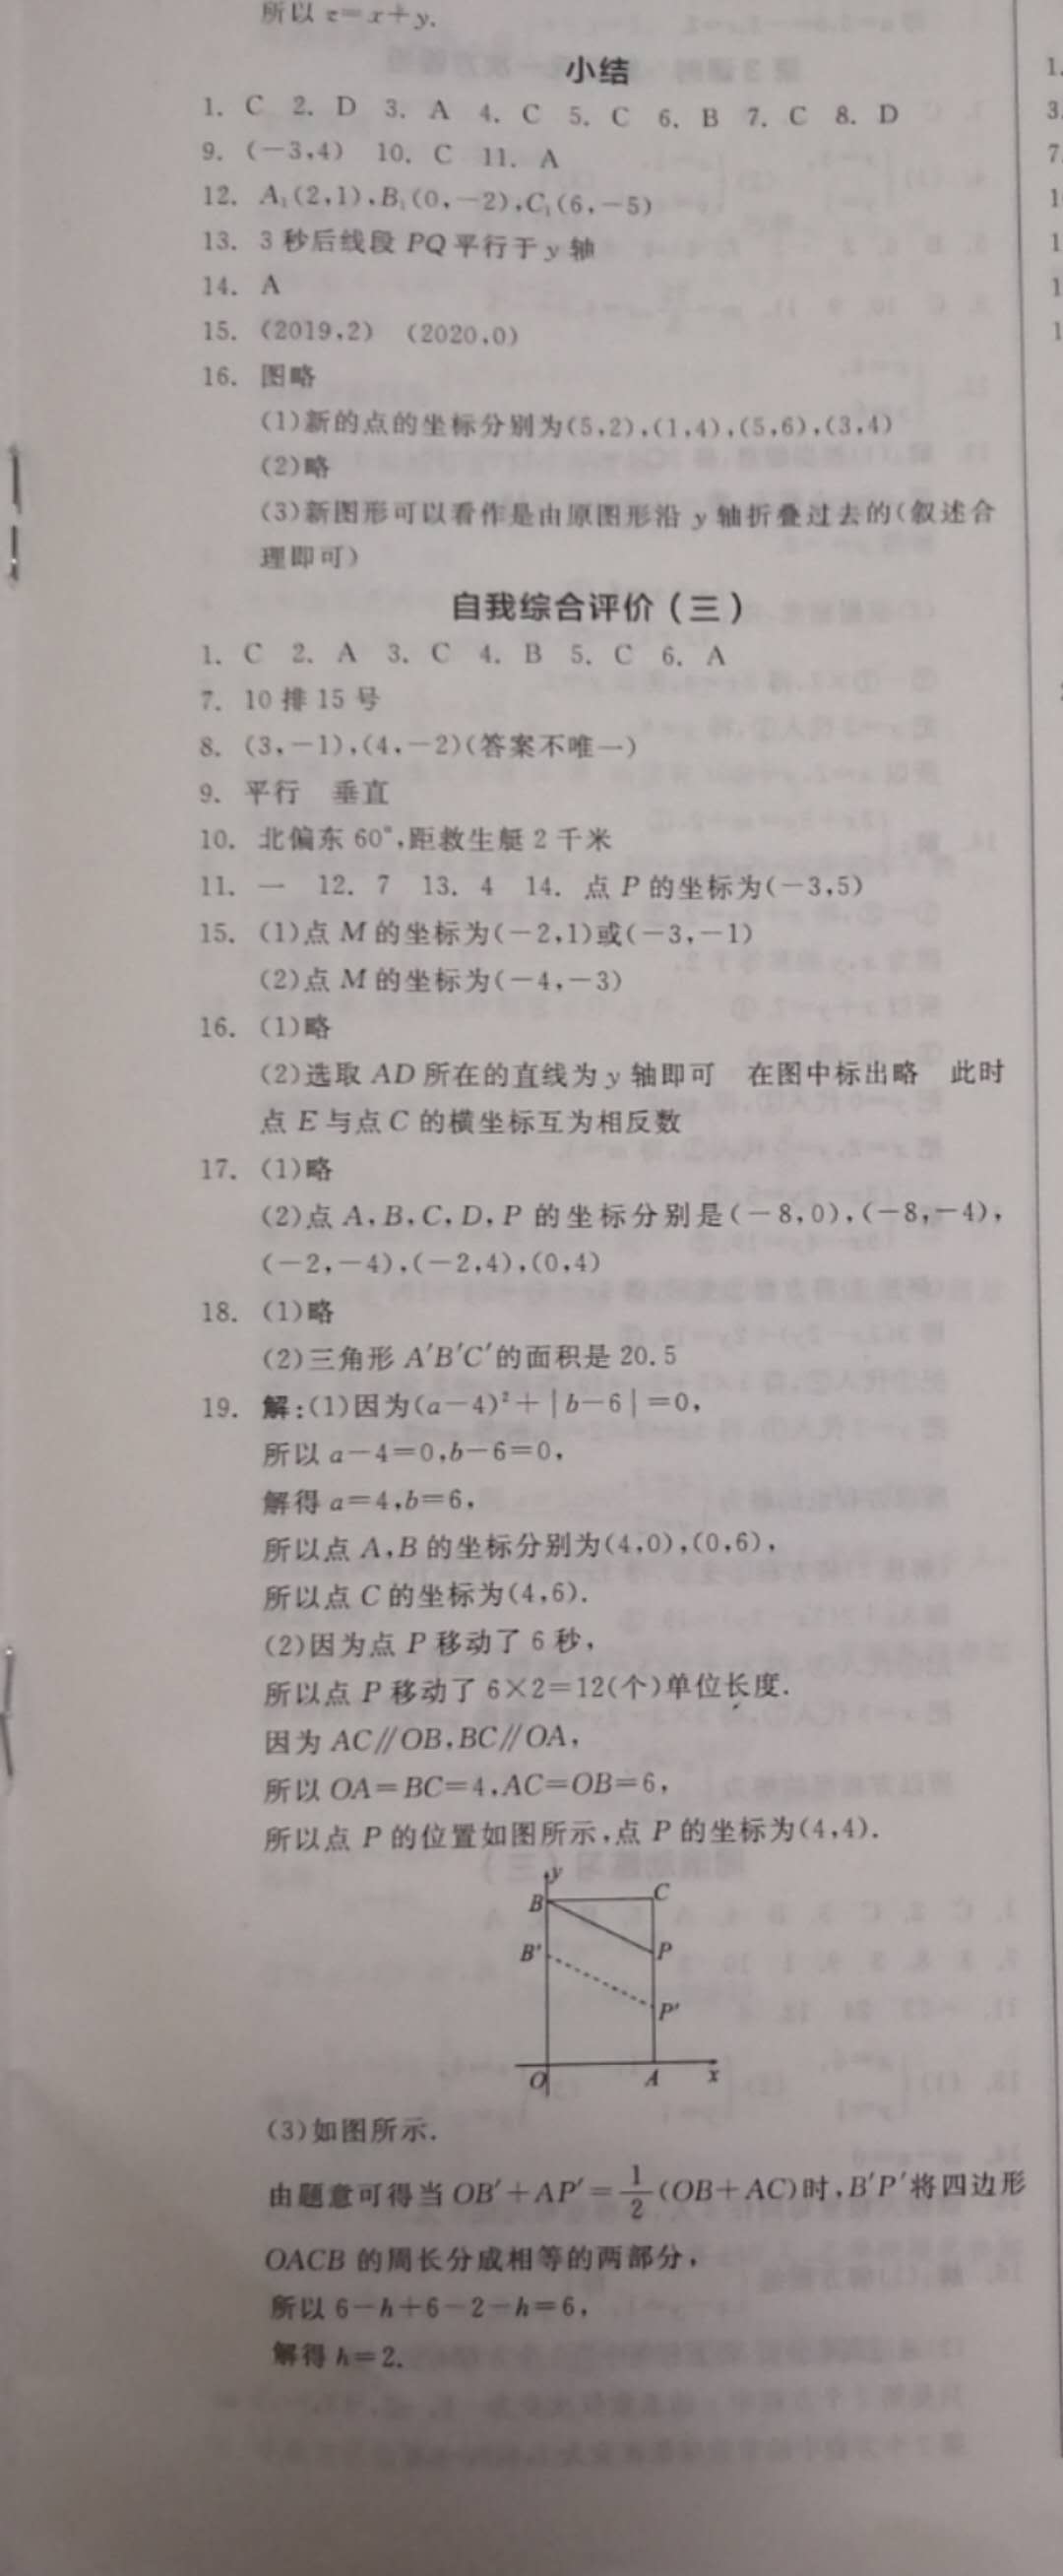 所以 z=x+y.
小结
1. C 2. D 3. A 4. C 5. C 6. B 7. C 8. D
9. (-3,4) 10. C 11. A
12. A₁(2,1),B₁(0,-2),C₁(6,-5)
13. 3 秒后线段 PQ 平行于 y 轴
14. A
15. (2019,2) (2020,0)
16. 图略
(1)新的点的坐标分别为(5,2),(1,4),(5,6),(3,4)
(2)略
(3)新图形可以看作是由原图形沿 y 轴折叠过去的(叙述合
理即可)
自我综合评价(三)
1. C 2. A 3. C 4. B 5. C 6. A
7. 10 排 15 号
8. (3,-1),(4,-2)(答案不唯一)
9. 平行 垂直
10. 北偏东 60°,距救生艇 2 千米
11. 一 12. 7 13. 4 14. 点 P 的坐标为(-3,5)
15. (1)点 M 的坐标为(-2,1)或(-3,-1)
(2)点 M 的坐标为(-4,-3)
16. (1)略
(2)选取 AD 所在的直线为 y 轴即可 在图中标出略 此时
点 E 与点 C 的横坐标互为相反数
17. (1)略
(2)点 A,B,C,D,P 的坐标分别是(-8,0),(-8,-4),
(-2,-4),(-2,4),(0,4)
18. (1)略
(2)三角形 A′B′C′的面积是 20.5
19. 解:(1)因为(a-4)²+|b-6|=0,
所以 a-4=0,b-6=0,
解得 a=4,b=6,
所以点 A,B 的坐标分别为(4,0),(0,6),
所以点 C 的坐标为(4,6).
(2)因为点 P 移动了 6 秒,
所以点 P 移动了 6×2=12(个)单位长度.
因为 AC∥OB,BC∥OA,
所以 OA=BC=4,AC=OB=6,
所以点 P 的位置如图所示,点 P 的坐标为(4,4).
y
B C
B′ P
P′
O A x
(3)如图所示.
由题意可得当 OB′+AP′=1/2(OB+AC)时,B′P′将四边形
OACB 的周长分成相等的两部分,
所以 6-h+6-2-h=6,
解得 h=2.